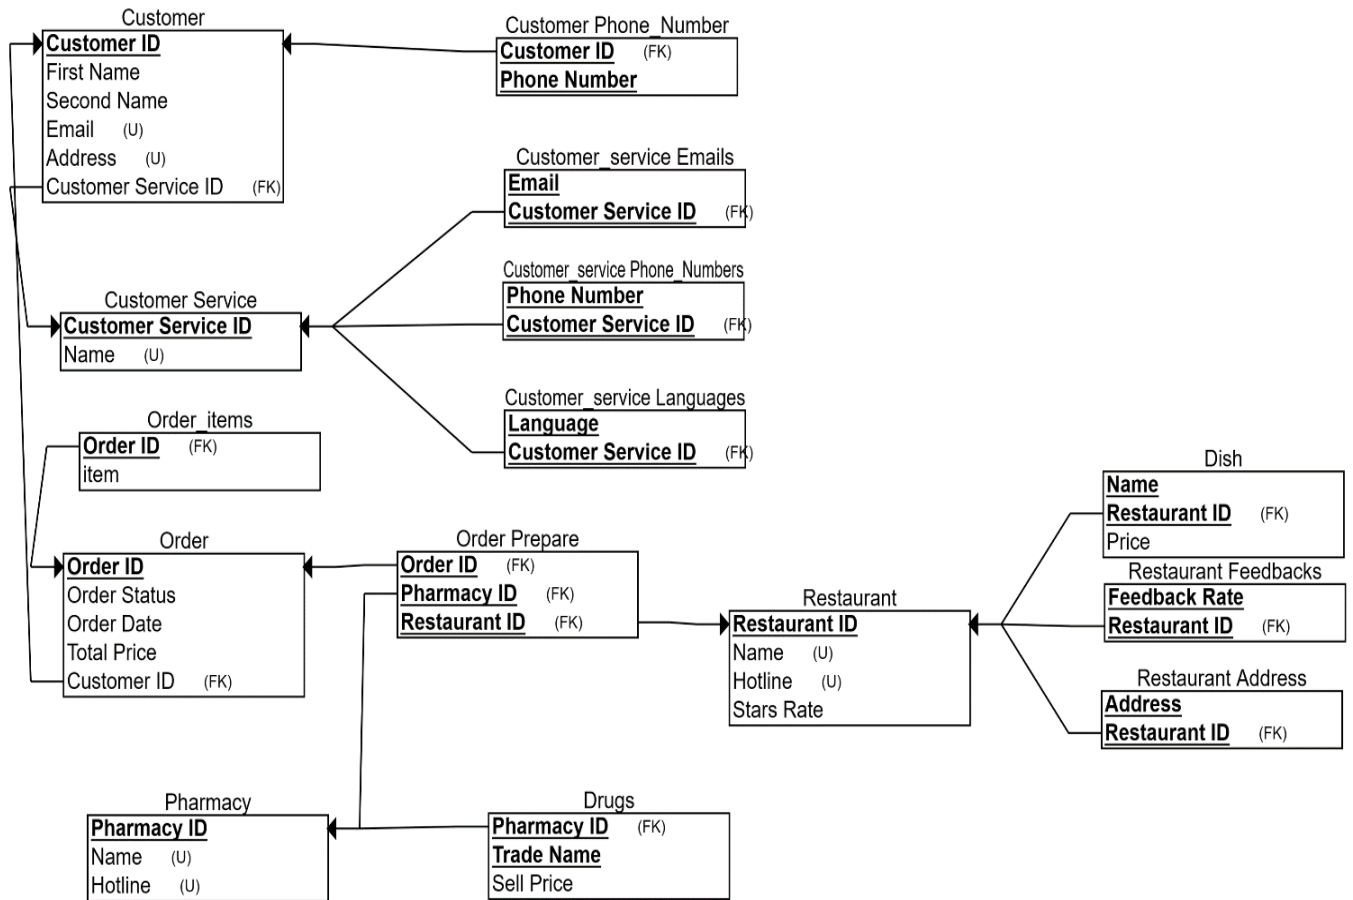 Customer
Customer ID
First Name
Second Name
Email (U)
Address (U)
Customer Service ID (FK)
Customer Phone_Number
Customer ID (FK)
Phone Number
Customer_service Emails
Email
Customer Service ID (FK)
Customer_service Phone_Numbers
Phone Number
Customer Service ID (FK)
Customer Service
Customer Service ID
Name (U)
Customer_service Languages
Language
Customer Service ID (FK)
Order_items
Order ID (FK)
item
Order
Order ID
Order Status
Order Date
Total Price
Customer ID (FK)
Order Prepare
Order ID (FK)
Pharmacy ID (FK)
Restaurant ID (FK)
Restaurant
Restaurant ID
Name (U)
Hotline (U)
Stars Rate
Dish
Name
Restaurant ID (FK)
Price
Restaurant Feedbacks
Feedback Rate
Restaurant ID (FK)
Restaurant Address
Address
Restaurant ID (FK)
Pharmacy
Pharmacy ID
Name (U)
Hotline (U)
Drugs
Pharmacy ID (FK)
Trade Name
Sell Price